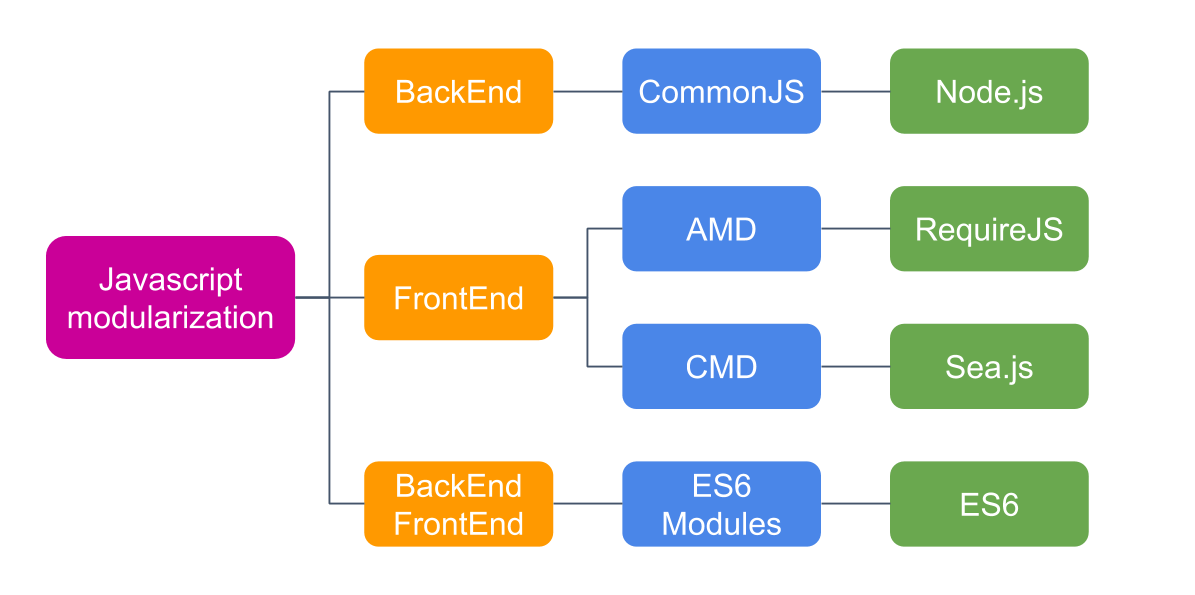 BackEnd
CommonJS
Node.js
AMD
RequireJS
Javascript
modularization
FrontEnd
CMD
Sea.js
BackEnd
FrontEnd
ES6
Modules
ES6